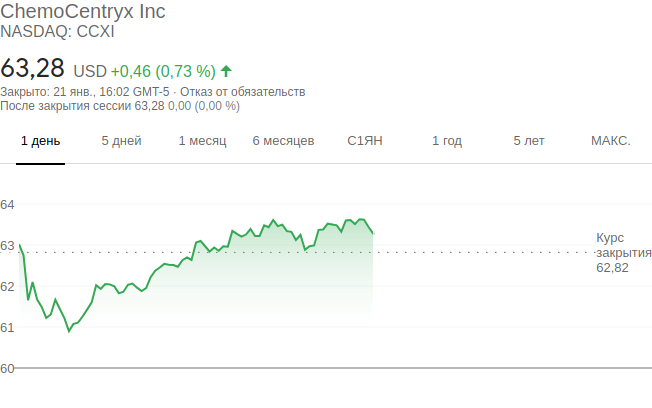 ChemoCentryx Inc
NASDAQ: CCXI
63,28 USD +0,46 (0,73 %)
Закрыто: 21 янв., 16:02 GMT-5 · Отказ от обязательств
После закрытия сессии 63,28 0,00 (0,00 %)
1 день 5 дней 1 месяц 6 месяцев С1ЯН 1 год 5 лет МАКС.
64
63
62
61
60
Курс
закрытия
62,82